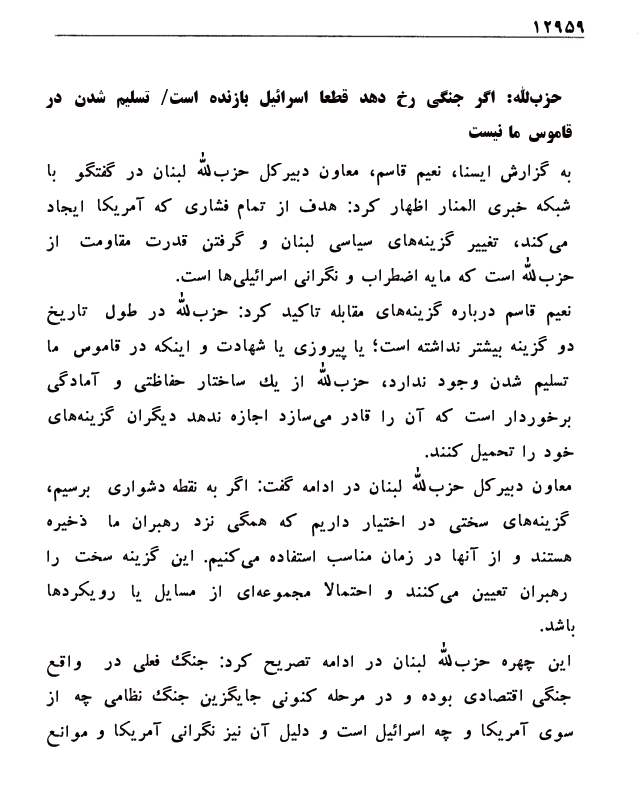 ۱۲۹۵۹
حزب‌الله: اگر جنگی رخ دهد قطعا اسرائیل بازنده است/ تسلیم شدن در
قاموس ما نیست
به گزارش ایسنا، نعیم قاسم، معاون دبیرکل حزب‌الله لبنان در گفتگو با
شبکه خبری المنار اظهار کرد: هدف از تمام فشاری که آمریکا ایجاد
می‌کند، تغییر گزینه‌های سیاسی لبنان و گرفتن قدرت مقاومت از
حزب‌الله است که مایه اضطراب و نگرانی اسرائیلی‌ها است.
نعیم قاسم درباره گزینه‌های مقابله تاکید کرد: حزب‌الله در طول تاریخ
دو گزینه بیشتر نداشته است؛ یا پیروزی یا شهادت و اینکه در قاموس ما
تسلیم شدن وجود ندارد، حزب‌الله از یك ساختار حفاظتی و آمادگی
برخوردار است که آن را قادر می‌سازد اجازه ندهد دیگران گزینه‌های
خود را تحمیل کنند.
معاون دبیرکل حزب‌الله لبنان در ادامه گفت: اگر به نقطه دشواری برسیم،
گزینه‌های سختی در اختیار داریم که همگی نزد رهبران ما ذخیره
هستند و از آنها در زمان مناسب استفاده می‌کنیم. این گزینه سخت را
رهبران تعیین می‌کنند و احتمالا مجموعه‌ای از مسایل یا رویکردها
باشد.
این چهره حزب‌الله لبنان در ادامه تصریح کرد: جنگ فعلی در واقع
جنگی اقتصادی بوده و در مرحله کنونی جایگزین جنگ نظامی چه از
سوی آمریکا و چه اسرائیل است و دلیل آن نیز نگرانی آمریکا و موانع